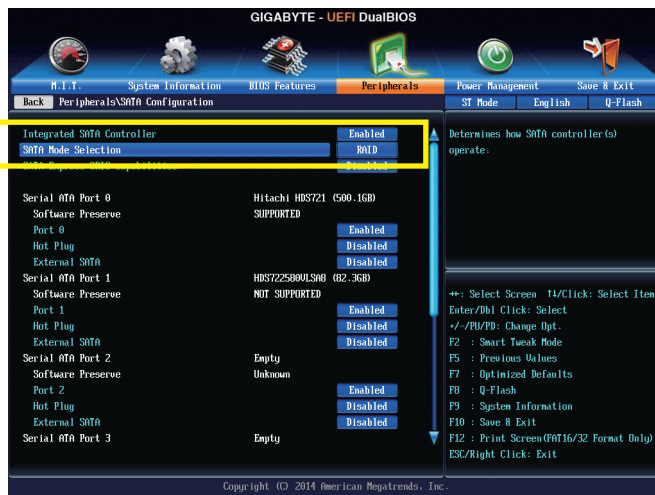 GIGABYTE - UEFI DualBIOS
M.I.T. System Information BIOS Features Peripherals Power Management Save & Exit
Back Peripherals\SATA Configuration ST Mode English Q-Flash
Integrated SATA Controller Enabled
SATA Mode Selection RAID
Determines how SATA controller(s)
operate.
Serial ATA Port 0 Hitachi HDS721 (500.1GB)
Software Preserve SUPPORTED
Port 0 Enabled
Hot Plug Disabled
External SATA Disabled
Serial ATA Port 1 HDS722580VLSA8 (82.3GB)
Software Preserve NOT SUPPORTED
Port 1 Enabled
Hot Plug Disabled
External SATA Disabled
Serial ATA Port 2 Empty
Software Preserve Unknown
Port 2 Enabled
Hot Plug Disabled
External SATA Disabled
Serial ATA Port 3 Empty
↔: Select Screen ↑↓/Click: Select Item
Enter/Dbl Click: Select
+/-/PU/PD: Change Opt.
F2 : Smart Tweak Mode
F5 : Previous Values
F7 : Optimized Defaults
F8 : Q-Flash
F9 : System Information
F10 : Save & Exit
F12 : Print Screen(FAT16/32 Format Only)
ESC/Right Click: Exit
Copyright (C) 2014 American Megatrends, Inc.